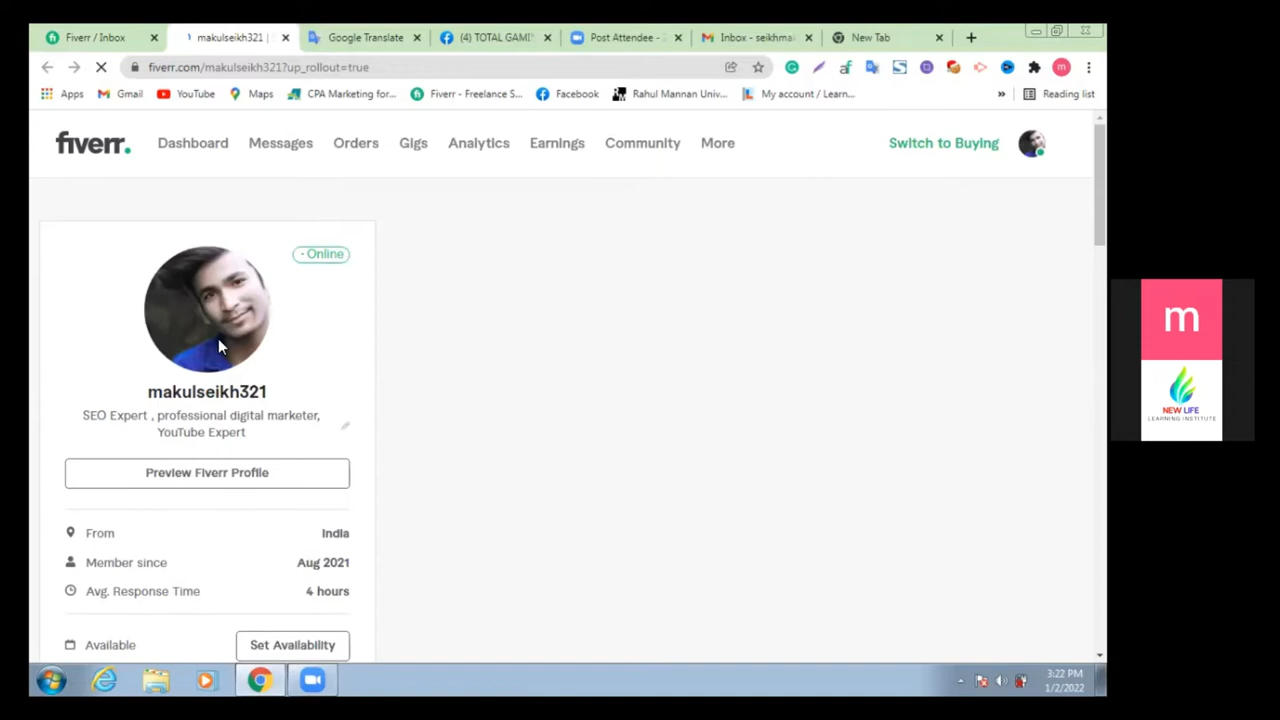 Fiverr / Inbox
makulseikh321 |
Google Translate
(4) TOTAL GAMI
Post Attendee -
Inbox - seikhma
New Tab
fiverr.com/makulseikh321?up_rollout=true
m
Apps
Gmail
YouTube
Maps
CPA Marketing for...
Fiverr - Freelance S...
Facebook
Rahul Mannan Univ...
My account / Learn...
»
Reading list
fiverr.
Dashboard
Messages
Orders
Gigs
Analytics
Earnings
Community
More
Switch to Buying
· Online
makulseikh321
SEO Expert , professional digital marketer,
YouTube Expert
Preview Fiverr Profile
From
India
Member since
Aug 2021
Avg. Response Time
4 hours
Available
Set Availability
3:22 PM
1/2/2022
m
NEW LIFE
LEARNING INSTITUTE